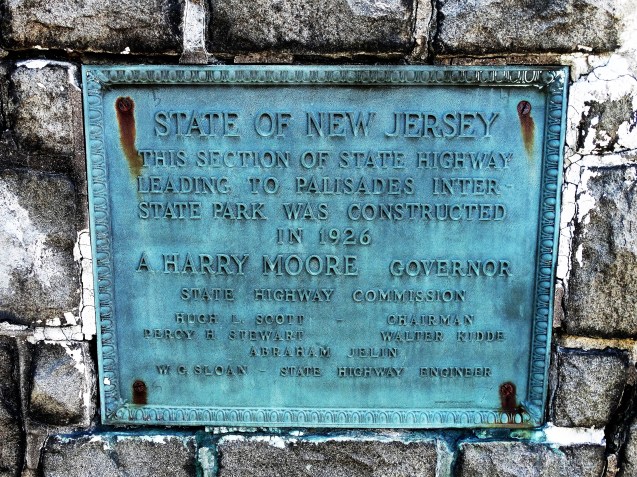 STATE OF NEW JERSEY
THIS SECTION OF STATE HIGHWAY
LEADING TO PALISADES INTER-
STATE PARK WAS CONSTRUCTED
IN 1926
A. HARRY MOORE GOVERNOR
STATE HIGHWAY COMMISSION
HUGH L. SCOTT - CHAIRMAN
PERCY H. STEWART WALTER KIDDE
ABRAHAM JELIN
W. G. SLOAN - STATE HIGHWAY ENGINEER